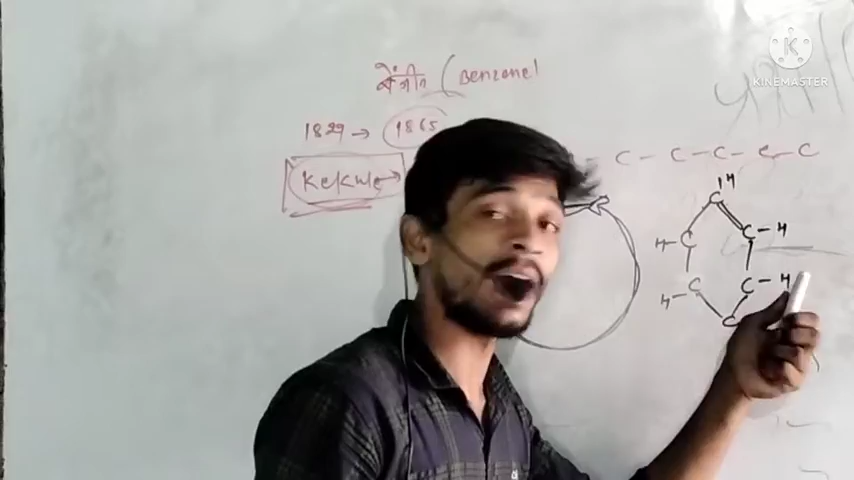 बेंजीन (Benzene)
1829 → 1865
Kekule →
C - C - C - C - C
H
C
C - H
H - C
C - H
H - C
C
K
KINEMASTER